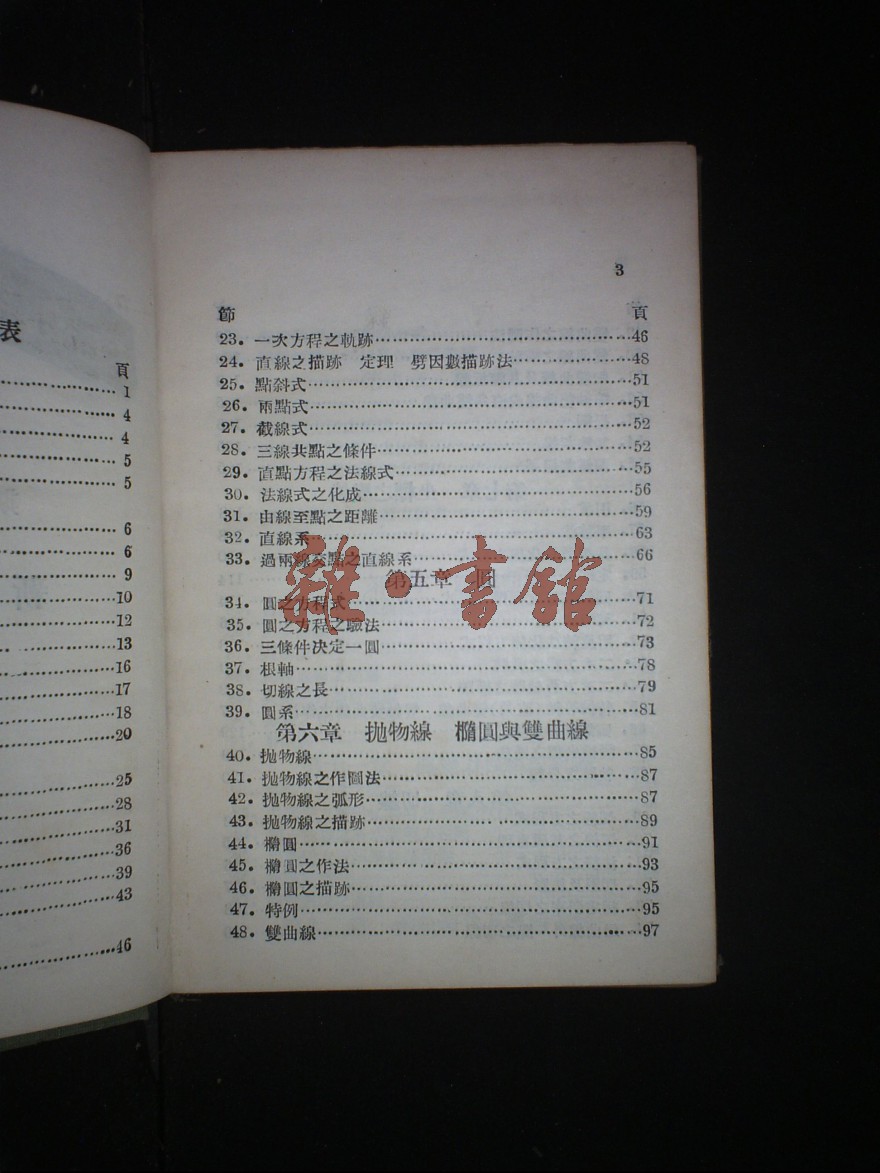 表
頁
1
4
4
5
5
6
6
9
10
12
13
16
17
18
20
25
28
31
36
39
43
46
3
節 頁
23. 一次方程之軌跡 46
24. 直線之描跡 定理 劈因數描跡法 48
25. 點斜式 51
26. 兩點式 51
27. 截線式 52
28. 三線共點之條件 52
29. 直點方程之法線式 55
30. 法線式之化成 56
31. 由線至點之距離 59
32. 直線系 63
33. 過兩線交點之直線系 66
第五章 圓
34. 圓之方程式 71
35. 圓之方程之驗法 72
36. 三條件決定一圓 73
37. 根軸 78
38. 切線之長 79
39. 圓系 81
第六章 拋物線 橢圓與雙曲線
40. 拋物線 85
41. 拋物線之作圖法 87
42. 拋物線之弧形 87
43. 拋物線之描跡 89
44. 橢圓 91
45. 橢圓之作法 93
46. 橢圓之描跡 95
47. 特例 95
48. 雙曲線 97
雜·書館